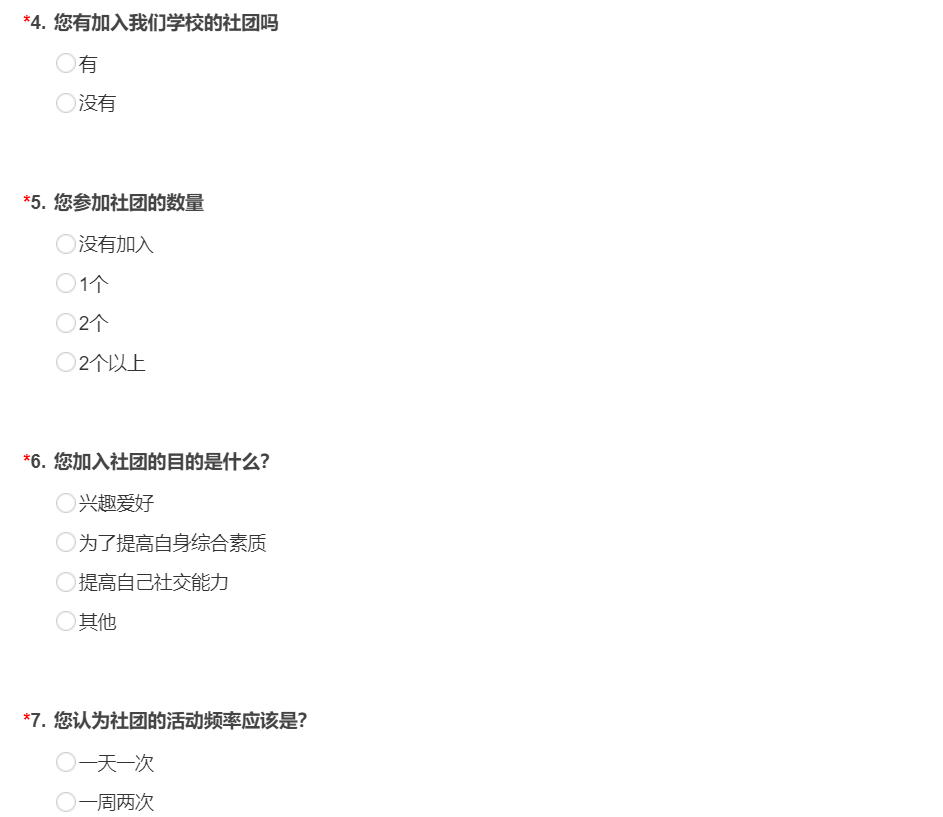 *4. 您有加入我们学校的社团吗
有
没有
*5. 您参加社团的数量
没有加入
1个
2个
2个以上
*6. 您加入社团的目的是什么?
兴趣爱好
为了提高自身综合素质
提高自己社交能力
其他
*7. 您认为社团的活动频率应该是?
一天一次
一周两次